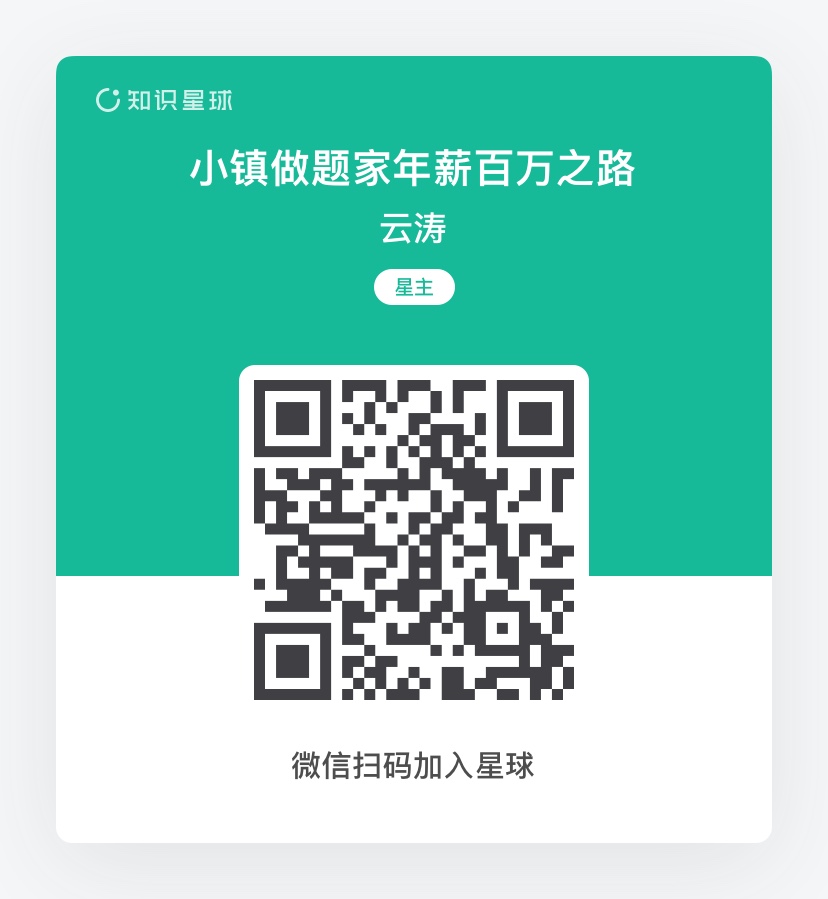 知识星球
小镇做题家年薪百万之路
云涛
星主
微信扫码加入星球